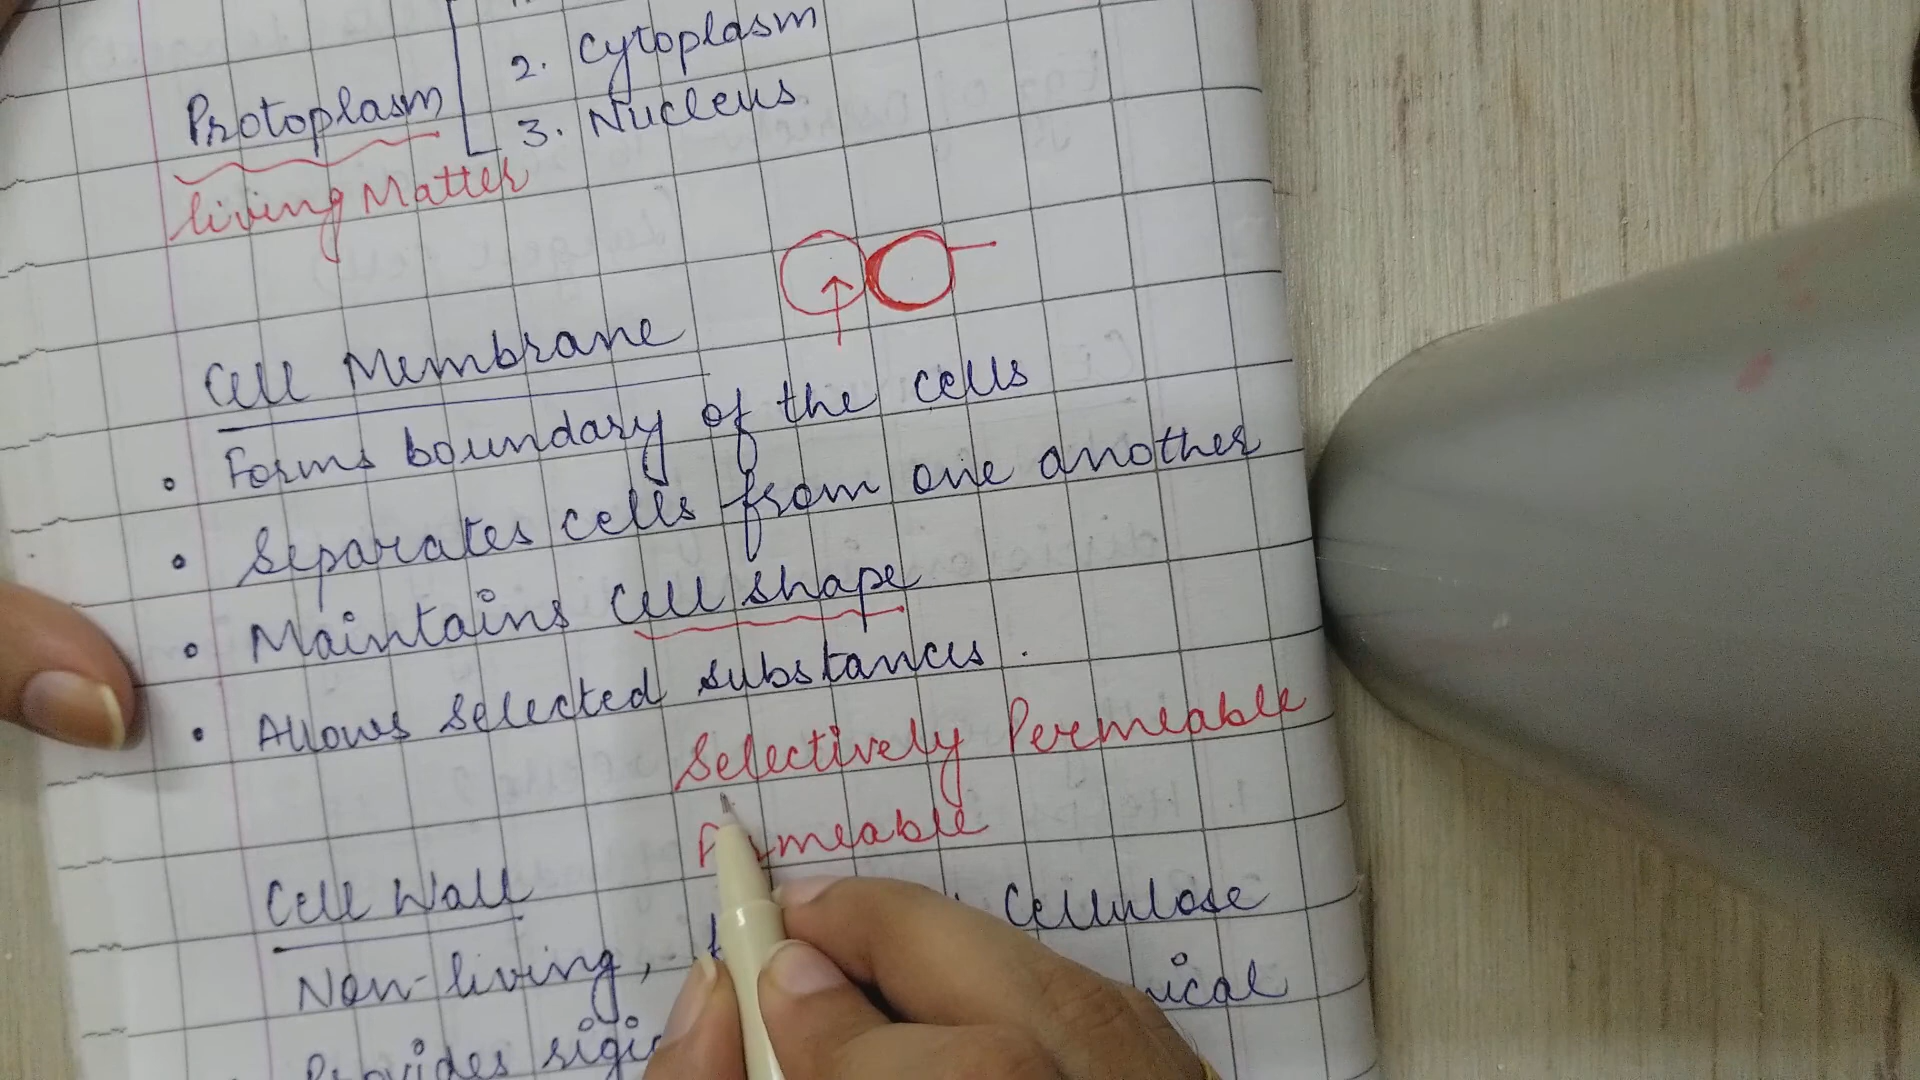 2. Cytoplasm
Protoplasm
3. Nucleus
living Matter
Cell Membrane
• Forms boundary of the cells
• Separates cells from one another
• Maintains Cell shape
• Allows selected substances.
Selectively Permeable
Cell Wall
Cellulose
Non-living,
Provides